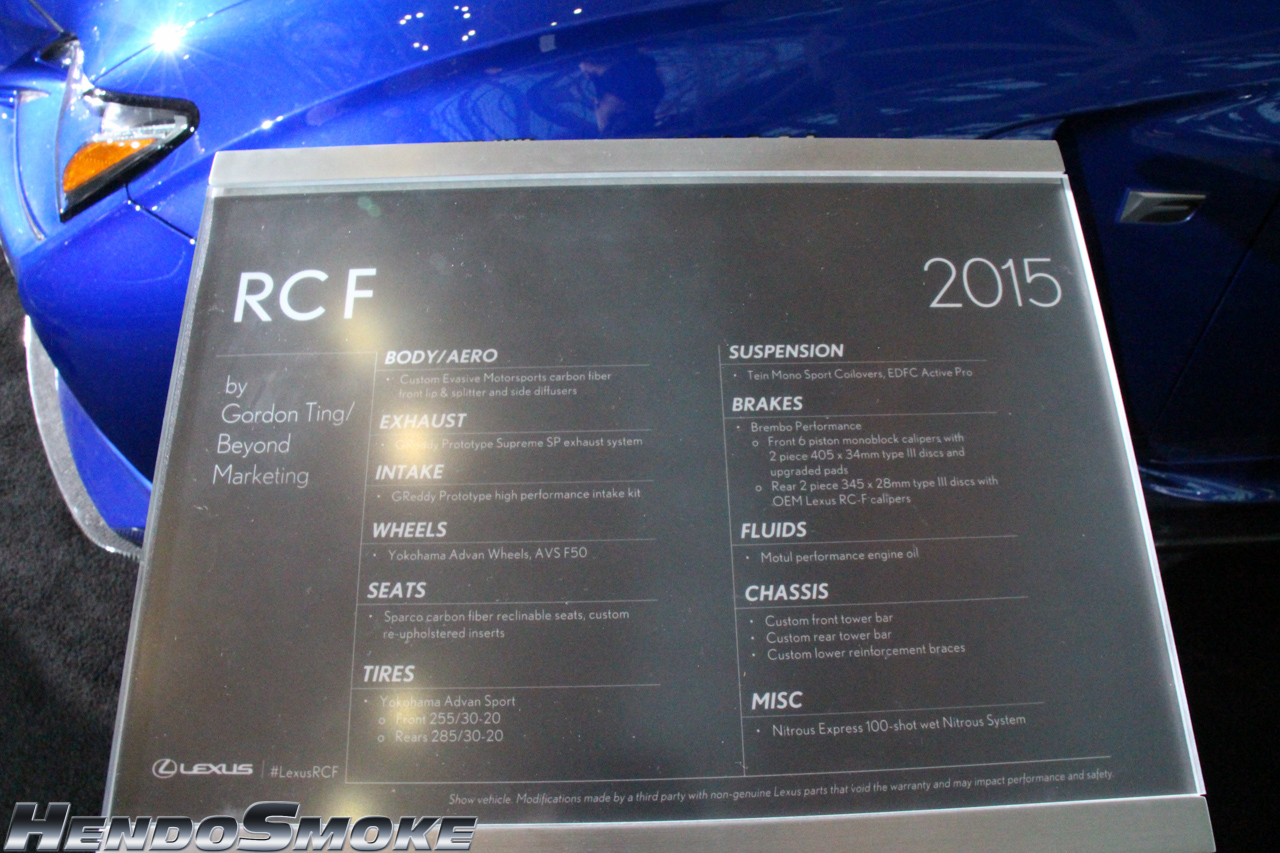 RC F
2015
by
Gordon Ting/
Beyond
Marketing
BODY/AERO
• Custom Evasive Motorsports carbon fiber
front lip & splitter and side diffusers
EXHAUST
• Prototype Supreme SP exhaust system
INTAKE
• GReddy Prototype high performance intake kit
WHEELS
• Yokohama Advan Wheels, AVS F50
SEATS
• Sparco carbon fiber reclinable seats, custom
re-upholstered inserts
TIRES
• Yokohama Advan Sport
o Front 255/30-20
o Rears 285/30-20
SUSPENSION
• Tein Mono Sport Coilovers, EDFC Active Pro
BRAKES
• Brembo Performance
o Front 6 piston monoblock calipers with
2 piece 405 x 34mm type III discs and
upgraded pads
o Rear 2 piece 345 x 28mm type III discs with
OEM Lexus RC-F calipers
FLUIDS
• Motul performance engine oil
CHASSIS
• Custom front tower bar
• Custom rear tower bar
• Custom lower reinforcement braces
MISC
• Nitrous Express 100-shot wet Nitrous System
LEXUS | #LexusRCF
Show vehicle. Modifications made by a third party with non-genuine Lexus parts that void the warranty and may impact performance and safety.
HENDOSMOKE